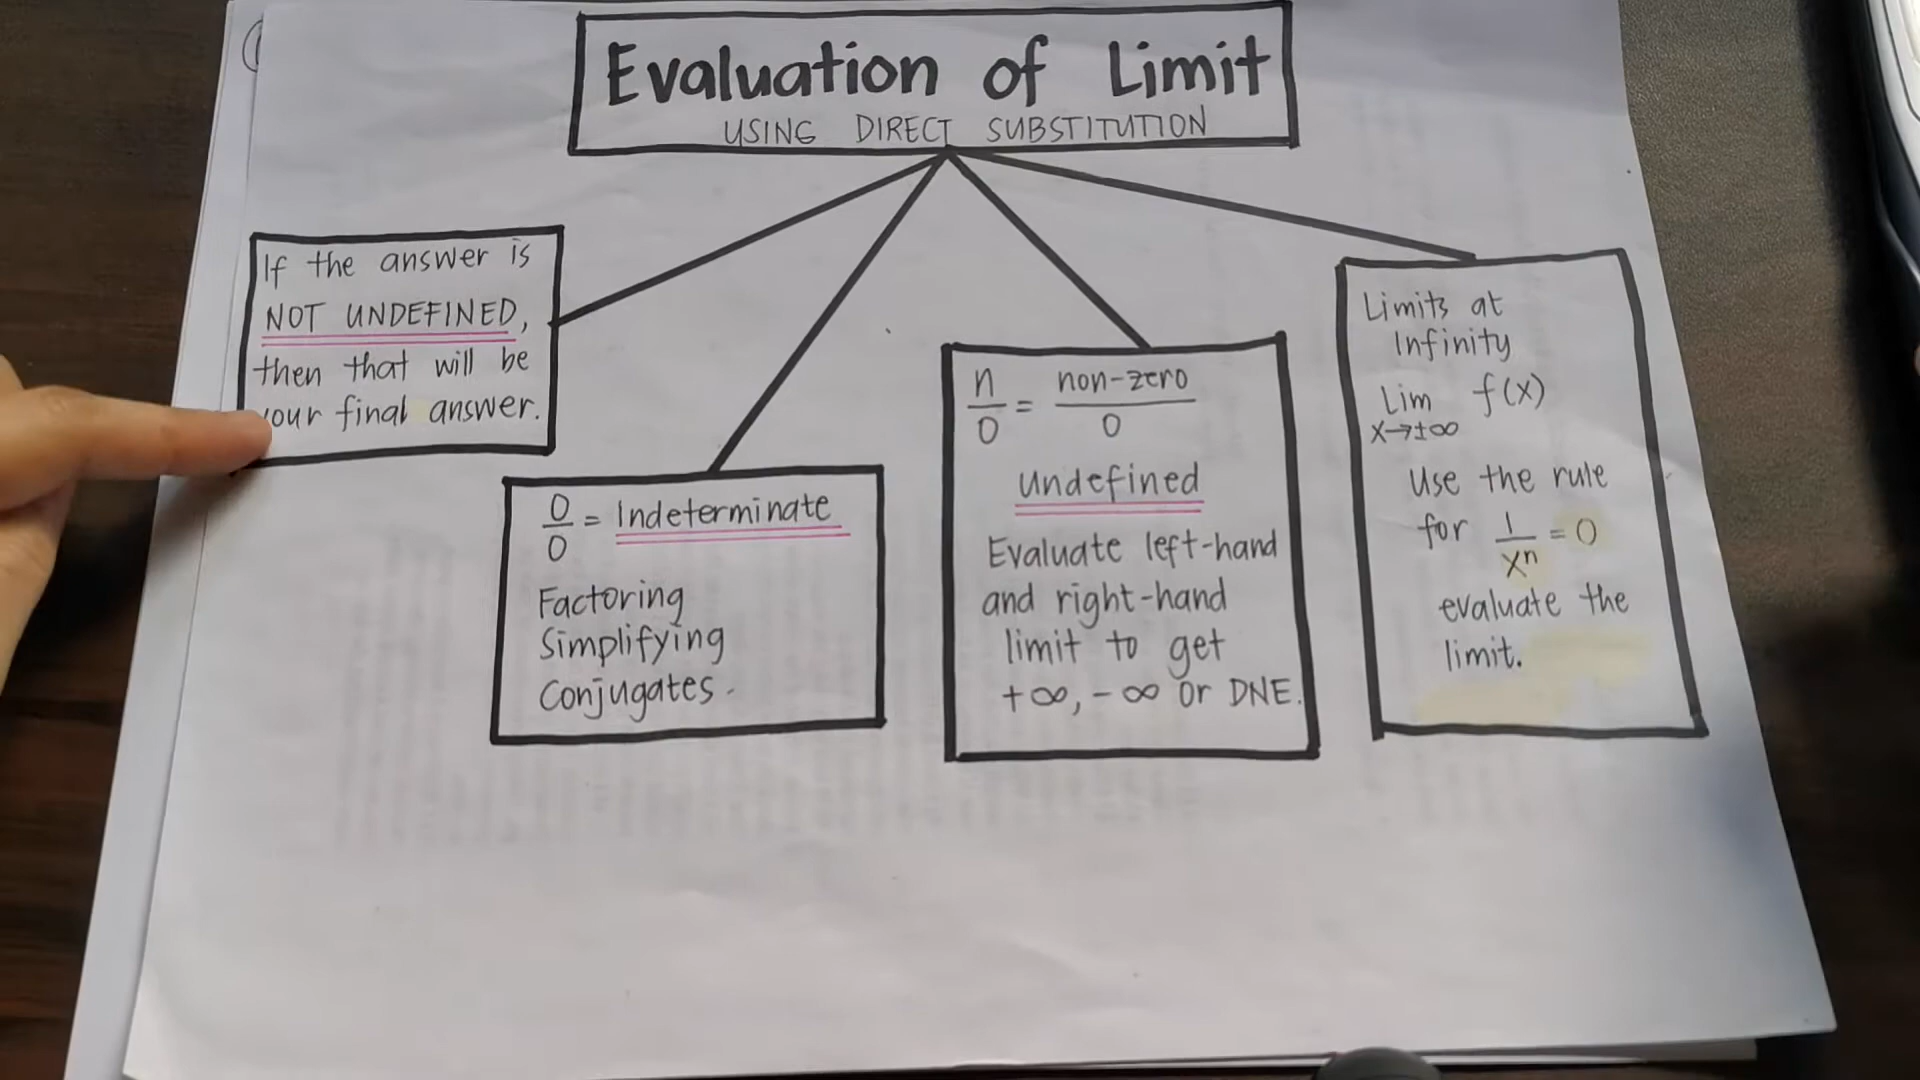 Evaluation of Limit
USING DIRECT SUBSTITUTION
If the answer is
NOT UNDEFINED,
then that will be
your final answer.
0/0 = Indeterminate
Factoring
Simplifying
Conjugates.
n/0 = non-zero/0
undefined
Evaluate left-hand
and right-hand
limit to get
+∞, -∞ or DNE.
Limits at
Infinity
Lim f(x)
x→±∞
Use the rule
for 1/xⁿ = 0
evaluate the
limit.